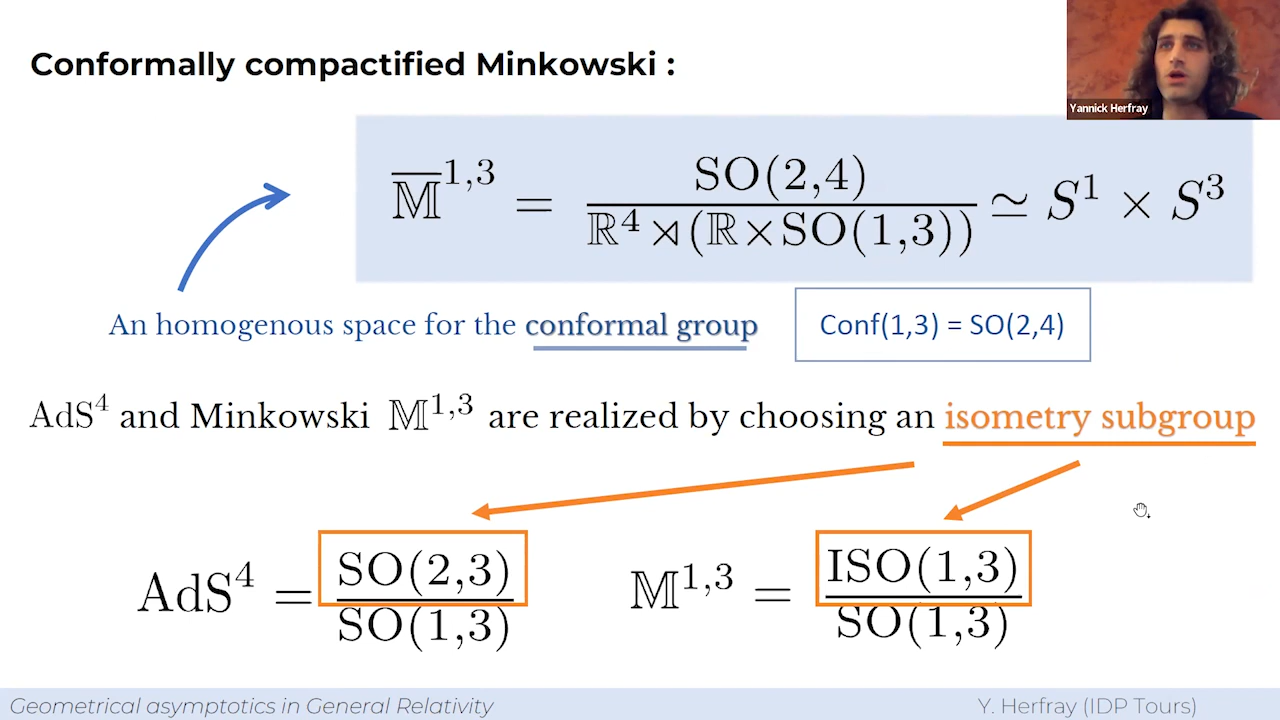 Conformally compactified Minkowski :
Yannick Herfray
𝕄̅^{1,3} = SO(2,4) / ℝ⁴ ⋊ (ℝ × SO(1,3)) ≃ S¹ × S³
An homogenous space for the conformal group
Conf(1,3) = SO(2,4)
AdS⁴ and Minkowski 𝕄^{1,3} are realized by choosing an isometry subgroup
AdS⁴ = SO(2,3) / SO(1,3)
𝕄^{1,3} = ISO(1,3) / SO(1,3)
Geometrical asymptotics in General Relativity
Y. Herfray (IDP Tours)